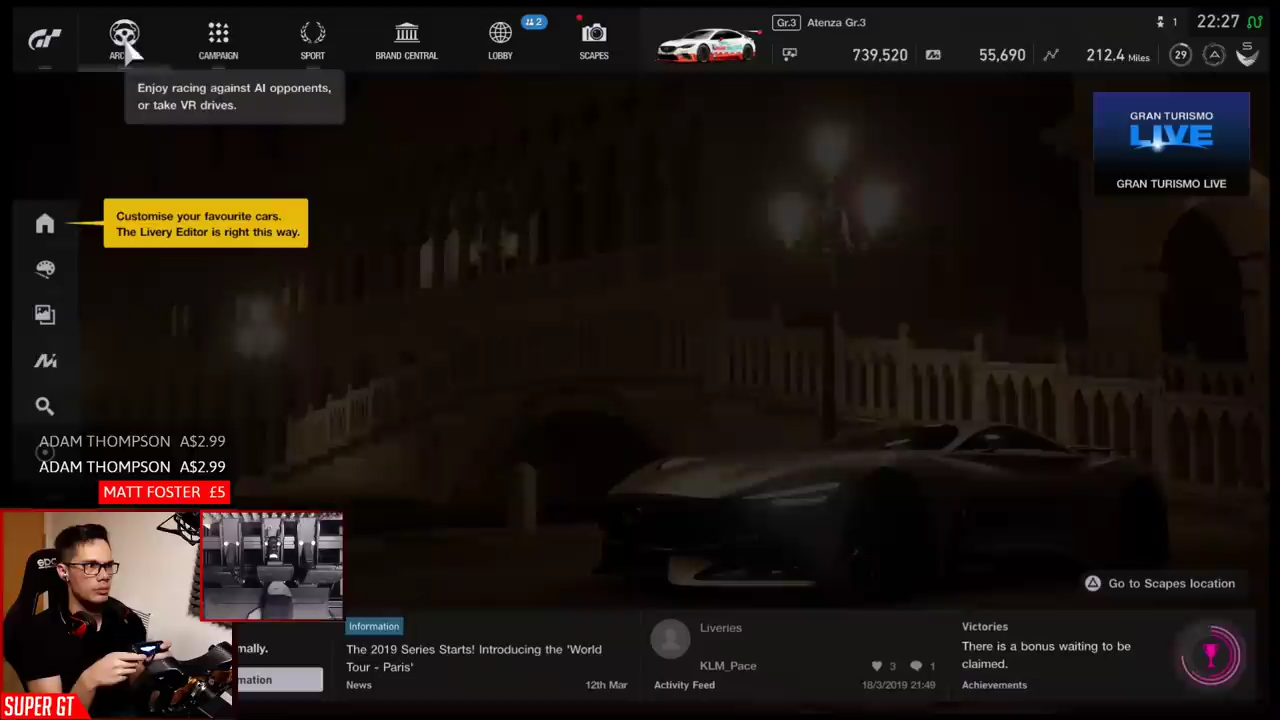 CAMPAIGN
SPORT
BRAND CENTRAL
LOBBY
2
SCAPES
Gr.3 Atenza Gr.3
1
22:27
739,520
55,690
212.4 Miles
29
S
Enjoy racing against AI opponents,
or take VR drives.
GRAN TURISMO
LIVE
GRAN TURISMO LIVE
Customise your favourite cars.
The Livery Editor is right this way.
ADAM THOMPSON A$2.99
ADAM THOMPSON A$2.99
MATT FOSTER £5
Go to Scapes location
Information
The 2019 Series Starts! Introducing the 'World
Tour - Paris'
News
12th Mar
Liveries
KLM_Pace
3
1
Activity Feed
18/3/2019 21:49
Victories
There is a bonus waiting to be
claimed.
Achievements
SUPER GT